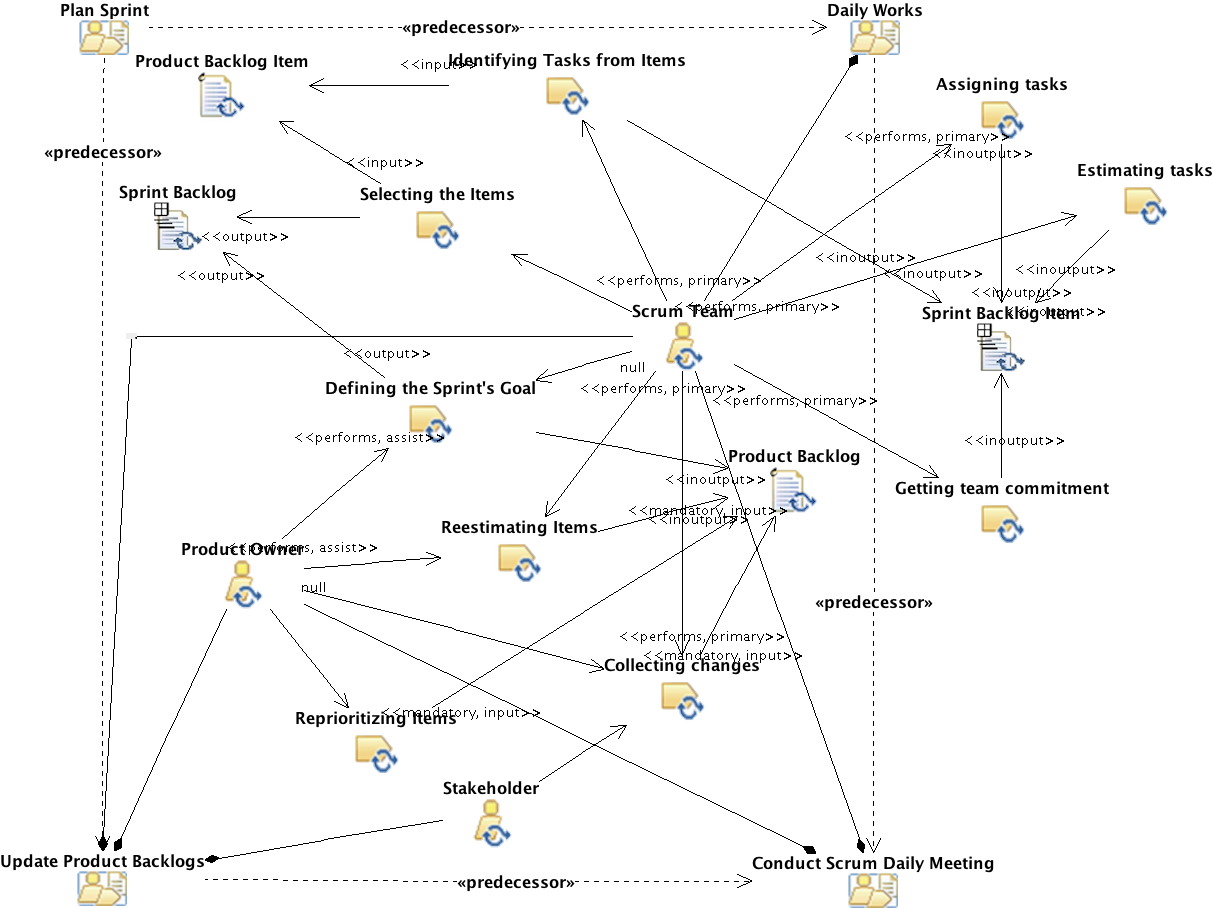 Plan Sprint
Daily Works
«predecessor»
Product Backlog Item
<<input>>
Identifying Tasks from Items
Assigning tasks
<<performs, primary>>
<<inoutput>>
«predecessor»
<<input>>
Estimating tasks
Sprint Backlog
Selecting the Items
<<output>>
<<inoutput>>
<<output>>
<<performs, primary>>
<<inoutput>>
<<inoutput>>
<<inoutput>>
<<performs, primary>>
Scrum Team
Sprint Backlog Item
<<inoutput>>
<<output>>
null
Defining the Sprint's Goal
<<performs, primary>>
<<performs, primary>>
<<performs, assist>>
<<inoutput>>
Product Backlog
<<inoutput>>
Getting team commitment
<<mandatory, input>>
<<inoutput>>
Reestimating Items
Product Owner
<<performs, assist>>
null
«predecessor»
<<performs, primary>>
<<mandatory, input>>
Collecting changes
<<mandatory, input>>
Reprioritizing Items
Stakeholder
Update Product Backlogs
Conduct Scrum Daily Meeting
«predecessor»